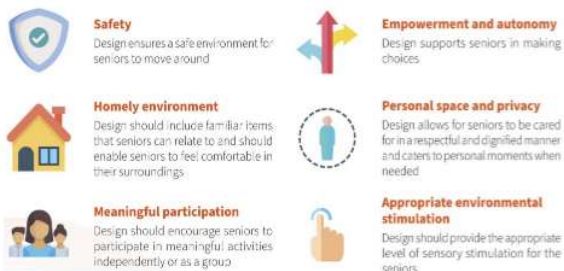 Safety
Design ensures a safe environment for
seniors to move around
Homely environment
Design should include familiar items
that seniors can relate to and should
enable seniors to feel comfortable in
their surroundings
Meaningful participation
Design should encourage seniors to
participate in meaningful activities
independently or as a group
Empowerment and autonomy
Design supports seniors in making
choices
Personal space and privacy
Design allows for seniors to be cared
for in a respectful and dignified manner
and caters to personal moments when
needed
Appropriate environmental
stimulation
Design should provide the appropriate
level of sensory stimulation for the
seniors